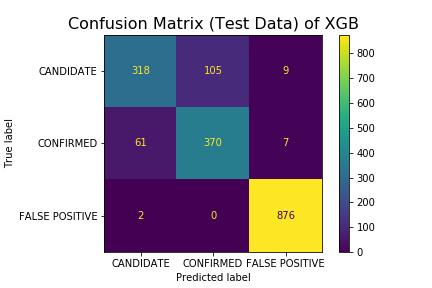 Confusion Matrix (Test Data) of XGB
True label
CANDIDATE 318 105 9
CONFIRMED 61 370 7
FALSE POSITIVE 2 0 876
CANDIDATE CONFIRMED FALSE POSITIVE
Predicted label
800
700
600
500
400
300
200
100
0